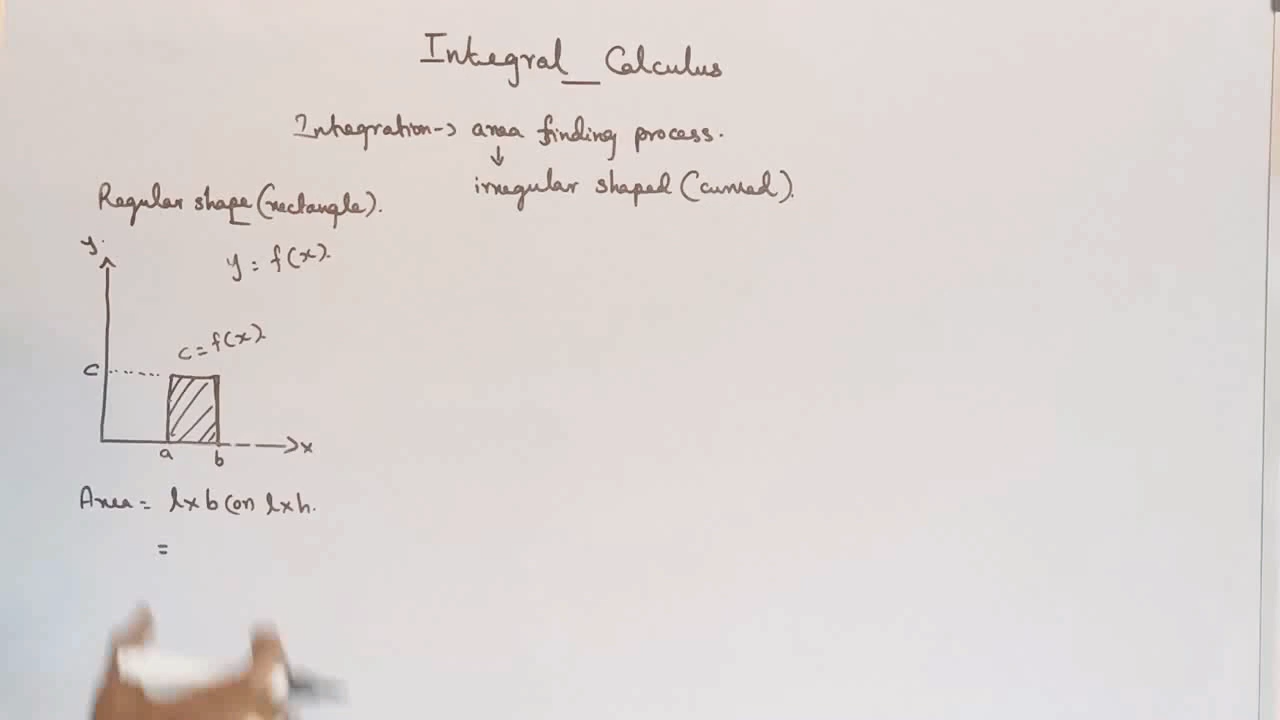 Integral Calculus
Integration → area finding process.
↓
irregular shaped (curved).
Regular shape (rectangle).
y
y = f(x).
c = f(x).
c
a b x
Area = l×b (or l×h.
=